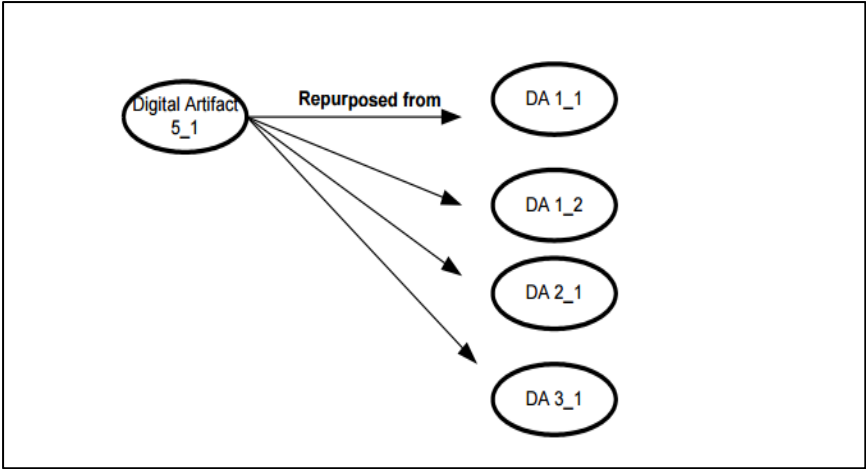 Digital Artifact
5_1
Repurposed from
DA 1_1
DA 1_2
DA 2_1
DA 3_1